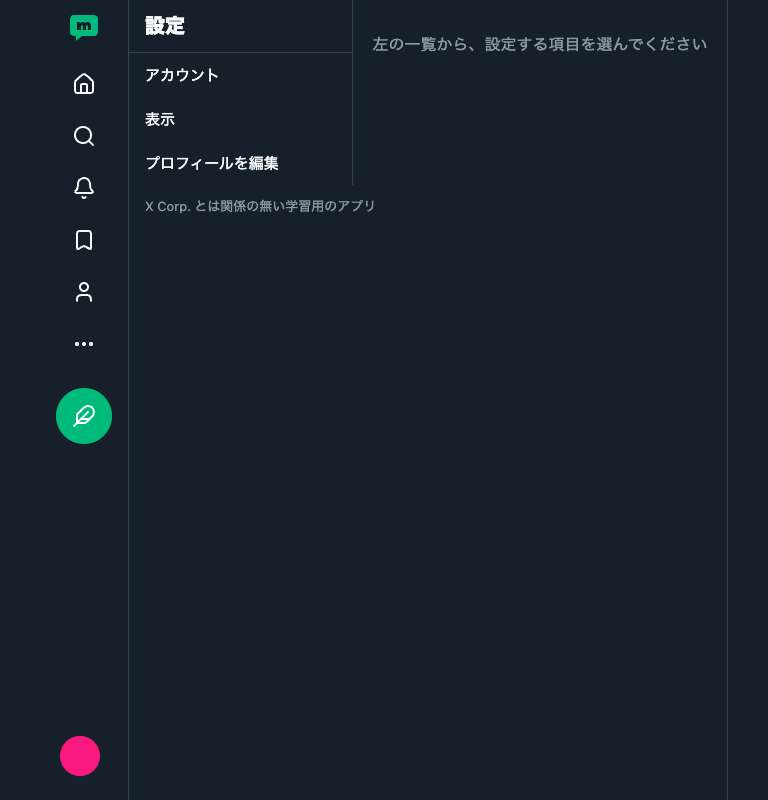 m
設定
アカウント
表示
プロフィールを編集
X Corp. とは関係の無い学習用のアプリ
左の一覧から、設定する項目を選んでください